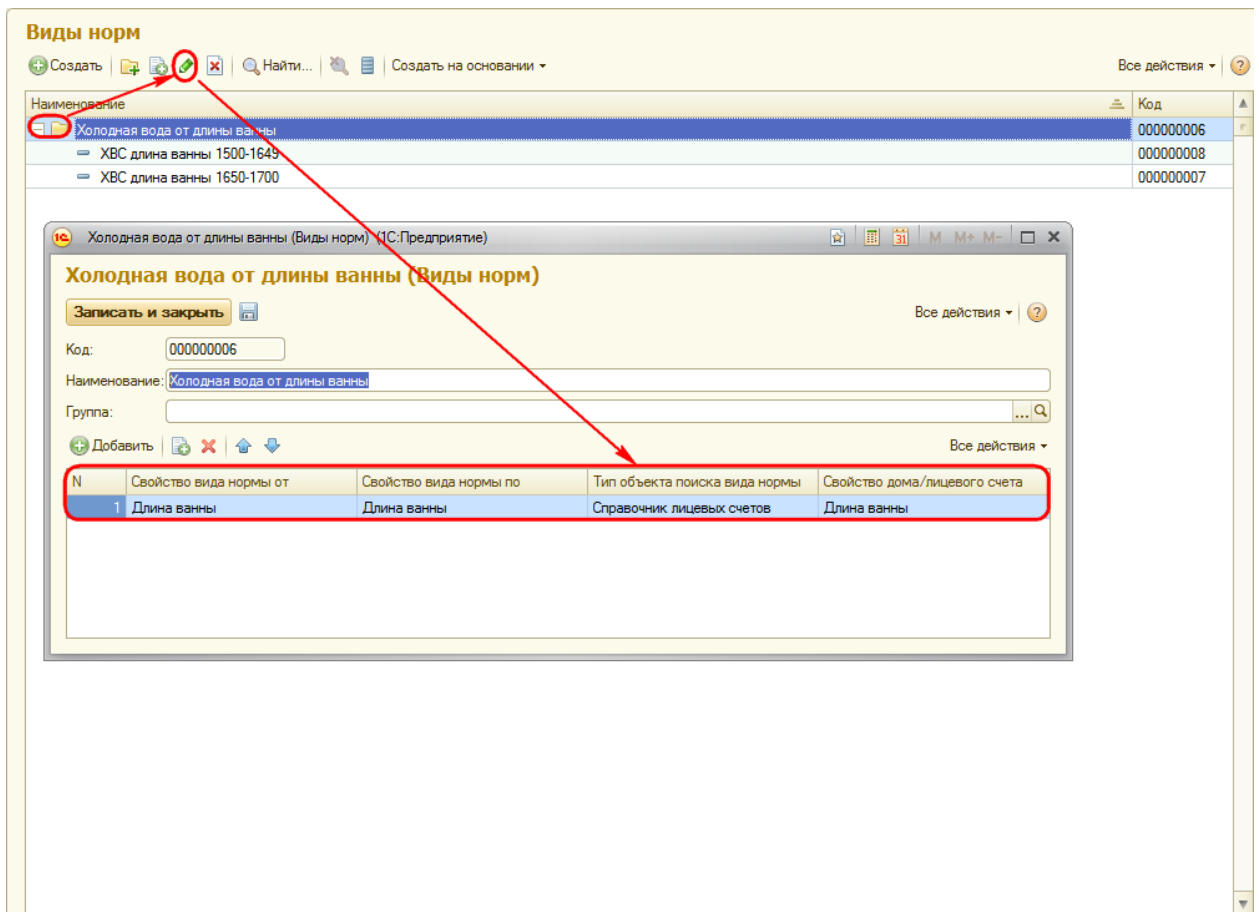 Виды норм
Создать Найти... Создать на основании Все действия
Наименование Код
Холодная вода от длины ванны 000000006
ХВС длина ванны 1500-1649 000000008
ХВС длина ванны 1650-1700 000000007
1С Холодная вода от длины ванны (Виды норм) (1С:Предприятие) 31 M M+ M-
Холодная вода от длины ванны (Виды норм)
Записать и закрыть Все действия ?
Код: 000000006
Наименование: Холодная вода от длины ванны
Группа: ...
Добавить Все действия
N Свойство вида нормы от Свойство вида нормы по Тип объекта поиска вида нормы Свойство дома/лицевого счета
1 Длина ванны Длина ванны Справочник лицевых счетов Длина ванны